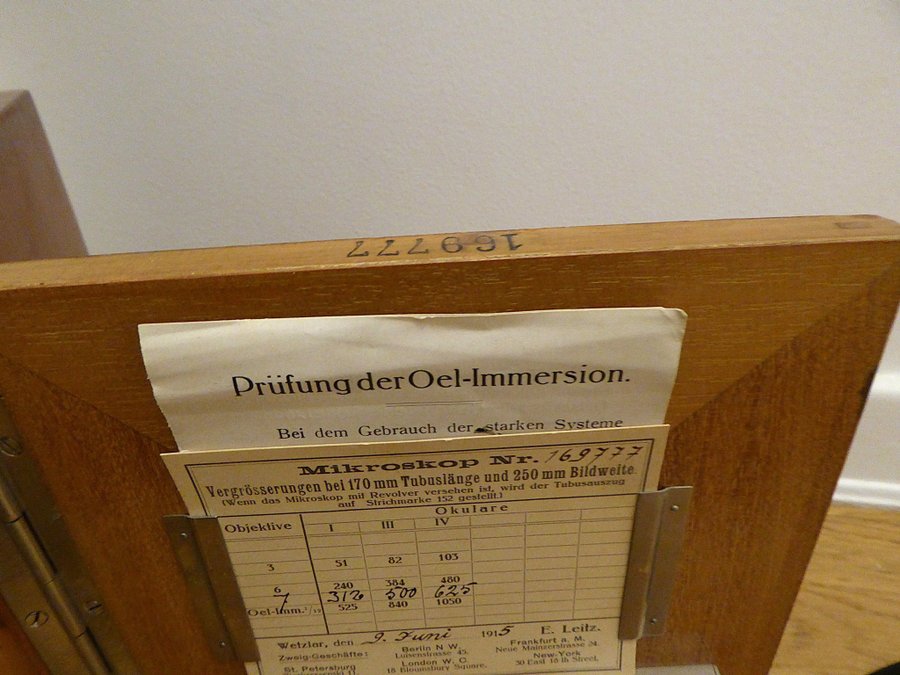 169777
Prüfung der Oel-Immersion.
Bei dem Gebrauch der starken Systeme
Mikroskop Nr. 169777
Vergrösserungen bei 170 mm Tubuslänge und 250 mm Bildweite.
(Wenn das Mikroskop mit Revolver versehen ist, wird der Tubusauszug
auf Strichmarke 152 gestellt.)
Objektive Okulare
I III IV
3 51 82 103
6 240 384 480
7 316 500 625
Oel-Imm. 1/12 525 840 1050
Wetzlar, den 9. Juni 1915 E. Leitz.
Zweig-Geschäfte: Berlin N W. Frankfurt a. M.
Luisenstrasse 45. Neue Mainzerstrasse 24.
St. Petersburg London W. C. New-York
18 Bloomsbury Square. 30 East 18 th Street.